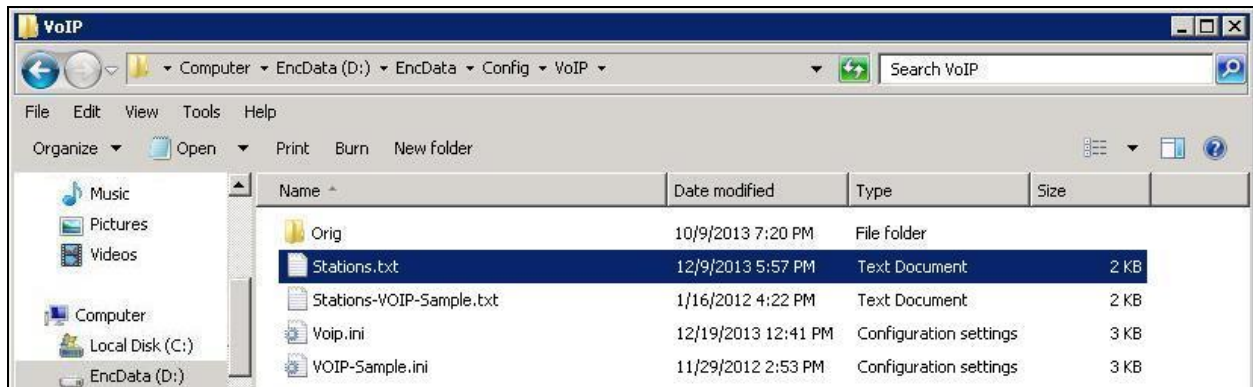 VoIP
Computer EncData (D:) EncData Config VoIP Search VoIP
File Edit View Tools Help
Organize Open Print Burn New folder
Music
Pictures
Videos
Computer
Local Disk (C:)
EncData (D:)
Name Date modified Type Size
Orig 10/9/2013 7:20 PM File folder
Stations.txt 12/9/2013 5:57 PM Text Document 2 KB
Stations-VOIP-Sample.txt 1/16/2012 4:22 PM Text Document 2 KB
Voip.ini 12/19/2013 12:41 PM Configuration settings 3 KB
VOIP-Sample.ini 11/29/2012 2:53 PM Configuration settings 3 KB